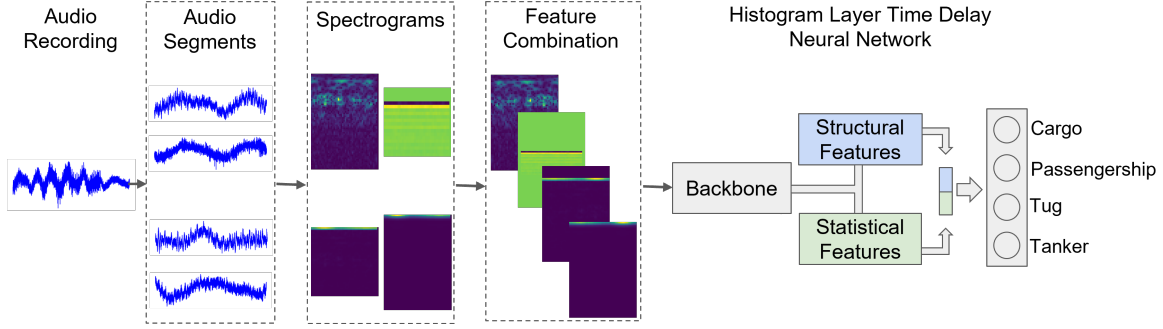 Audio
Recording
Audio
Segments
Spectrograms
Feature
Combination
Histogram Layer Time Delay
Neural Network
Backbone
Structural
Features
Statistical
Features
Cargo
Passengership
Tug
Tanker